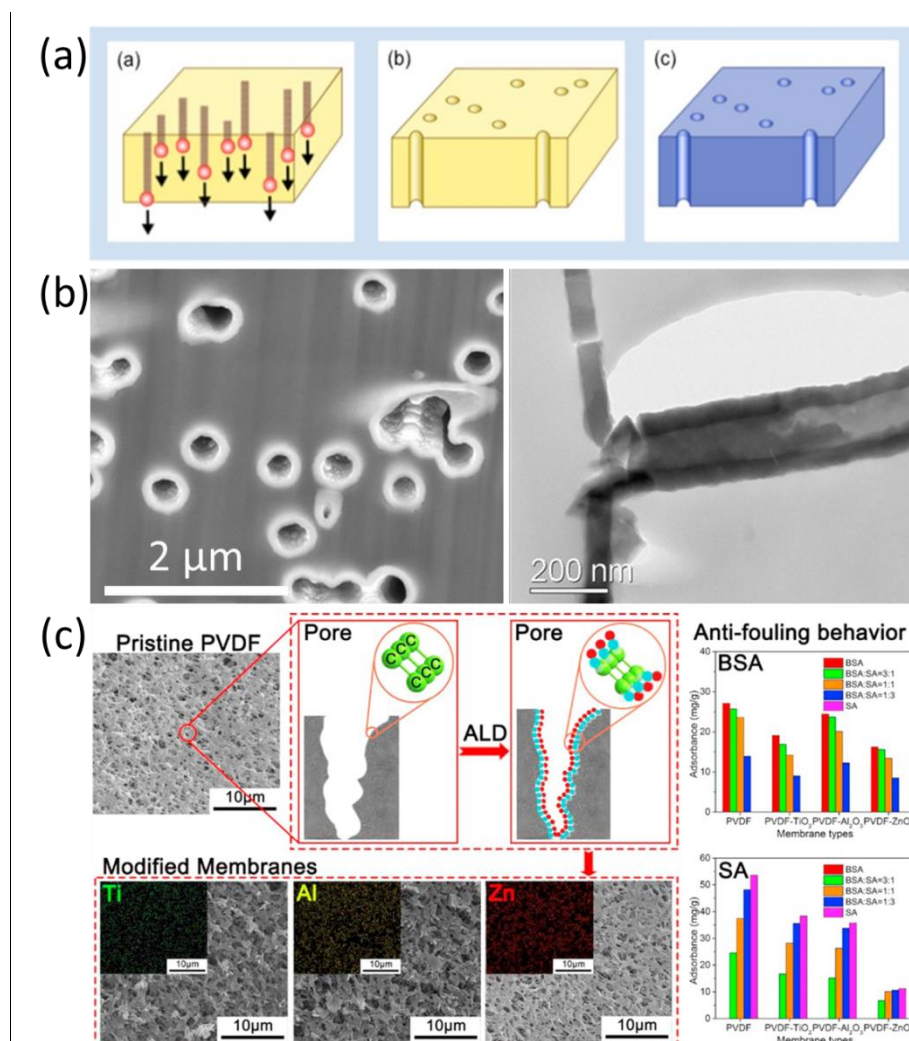 (a)
(a)
(b)
(c)
(b)
2 µm
200 nm
(c)
Pristine PVDF
10µm
Pore
CCC
CCC
ALD
Pore
Modified Membranes
Ti
10µm
10µm
Al
10µm
10µm
Zn
10µm
10µm
Anti-fouling behavior
BSA
BSA
BSA:SA=3:1
BSA:SA=1:1
BSA:SA=1:3
SA
Adsorbance (mg/g)
40
30
20
10
0
PVDF PVDF-TiO₂ PVDF-Al₂O₃ PVDF-ZnO
Membrane types
SA
BSA
BSA:SA=3:1
BSA:SA=1:1
BSA:SA=1:3
SA
Adsorbance (mg/g)
60
50
40
30
20
10
0
PVDF PVDF-TiO₂ PVDF-Al₂O₃ PVDF-ZnO
Membrane types